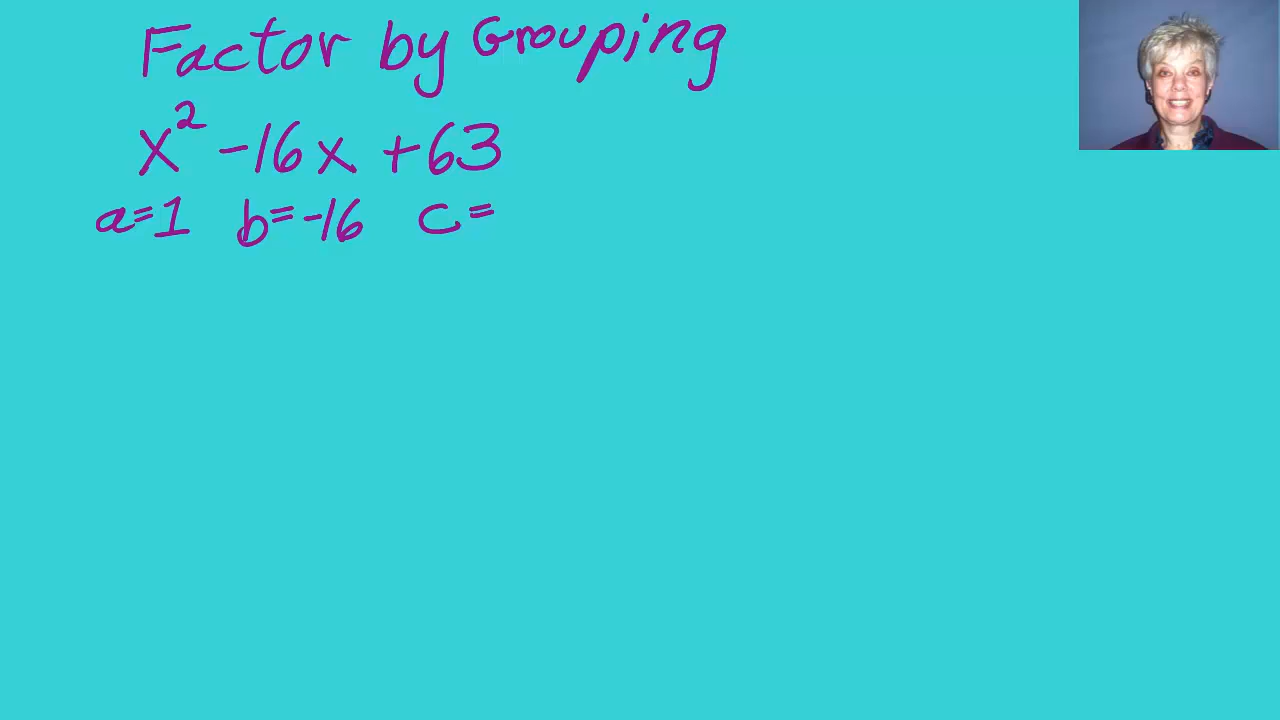 Factor by Grouping
x² -16x +63
a=1 b=-16 c=